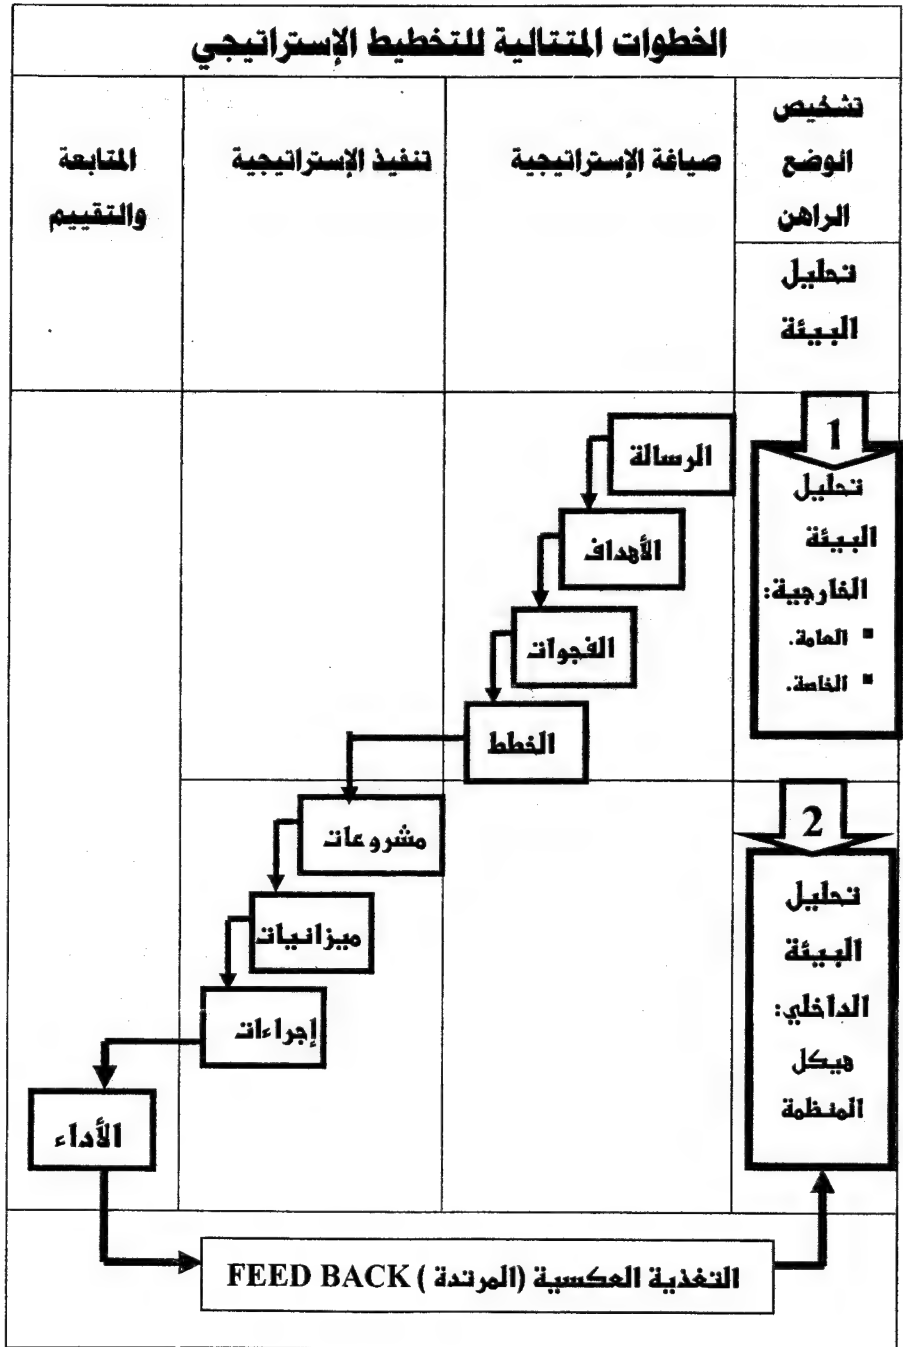 الخطوات المتتالية للتخطيط الإستراتيجي
تشخيص
الوضع
الراهن
صياغة الإستراتيجية
تنفيذ الإستراتيجية
المتابعة
والتقييم
تحليل
البيئة
1
تحليل
البيئة
الخارجية:
▪ العامة.
▪ الخاصة.
الرسالة
الأهداف
الفجوات
الخطط
2
تحليل
البيئة
الداخلي:
هيكل
المنظمة
مشروعات
ميزانيات
إجراءات
الأداء
التغذية العكسية (المرتدة ) FEED BACK